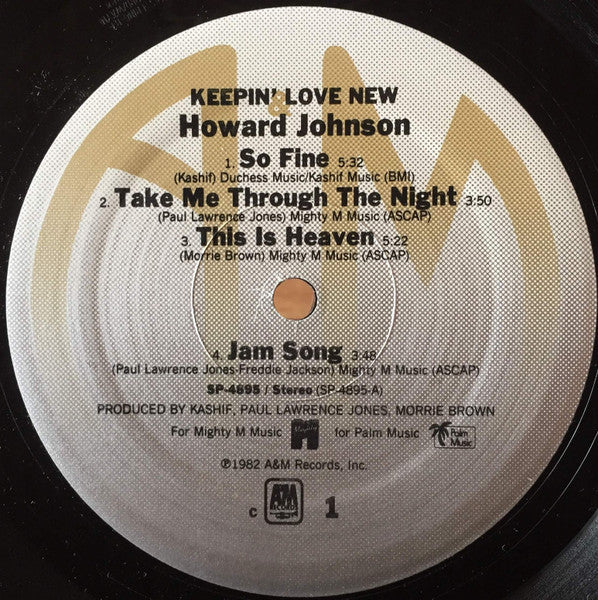 KEEPIN' LOVE NEW
Howard Johnson
1. So Fine 5:32
(Kashif) Duchess Music/Kashif Music (BMI)
2. Take Me Through The Night 3:50
(Paul Lawrence Jones) Mighty M Music (ASCAP)
3. This Is Heaven 5:22
(Morrie Brown) Mighty M Music (ASCAP)
4. Jam Song 3:48
(Paul Lawrence Jones-Freddie Jackson) Mighty M Music (ASCAP)
SP-4895 / Stereo (SP-4895-A)
PRODUCED BY KASHIF, PAUL LAWRENCE JONES, MORRIE BROWN
For Mighty M Music Mighty M for Palm Music Palm Music
℗1982 A&M Records, Inc.
c A&M RECORDS 1